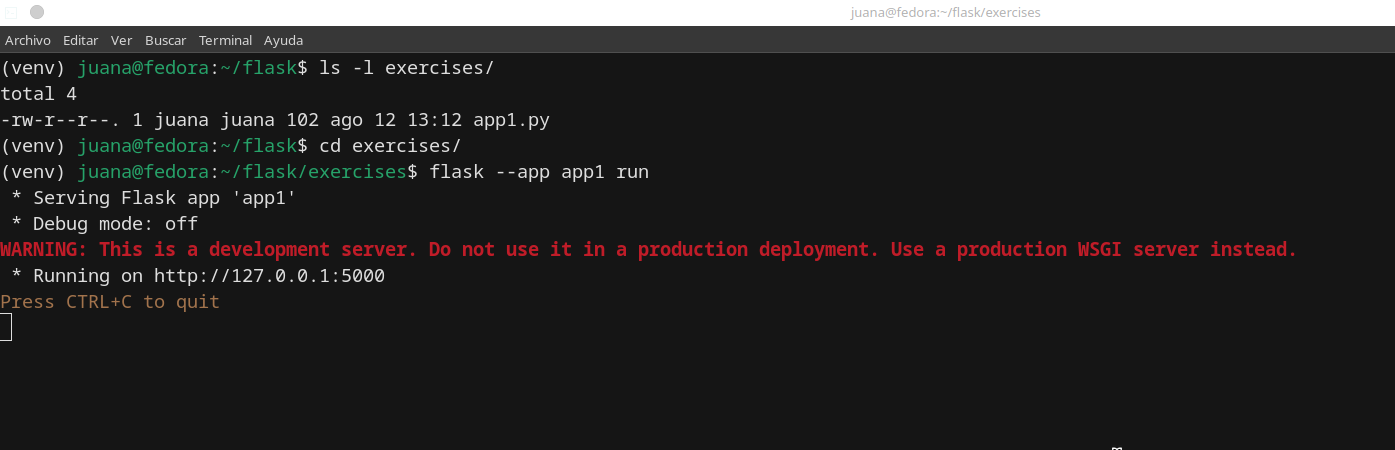 juana@fedora:~/flask/exercises
Archivo Editar Ver Buscar Terminal Ayuda
(venv) juana@fedora:~/flask$ ls -l exercises/
total 4
-rw-r--r--. 1 juana juana 102 ago 12 13:12 app1.py
(venv) juana@fedora:~/flask$ cd exercises/
(venv) juana@fedora:~/flask/exercises$ flask --app app1 run
 * Serving Flask app 'app1'
 * Debug mode: off
WARNING: This is a development server. Do not use it in a production deployment. Use a production WSGI server instead.
 * Running on http://127.0.0.1:5000
Press CTRL+C to quit